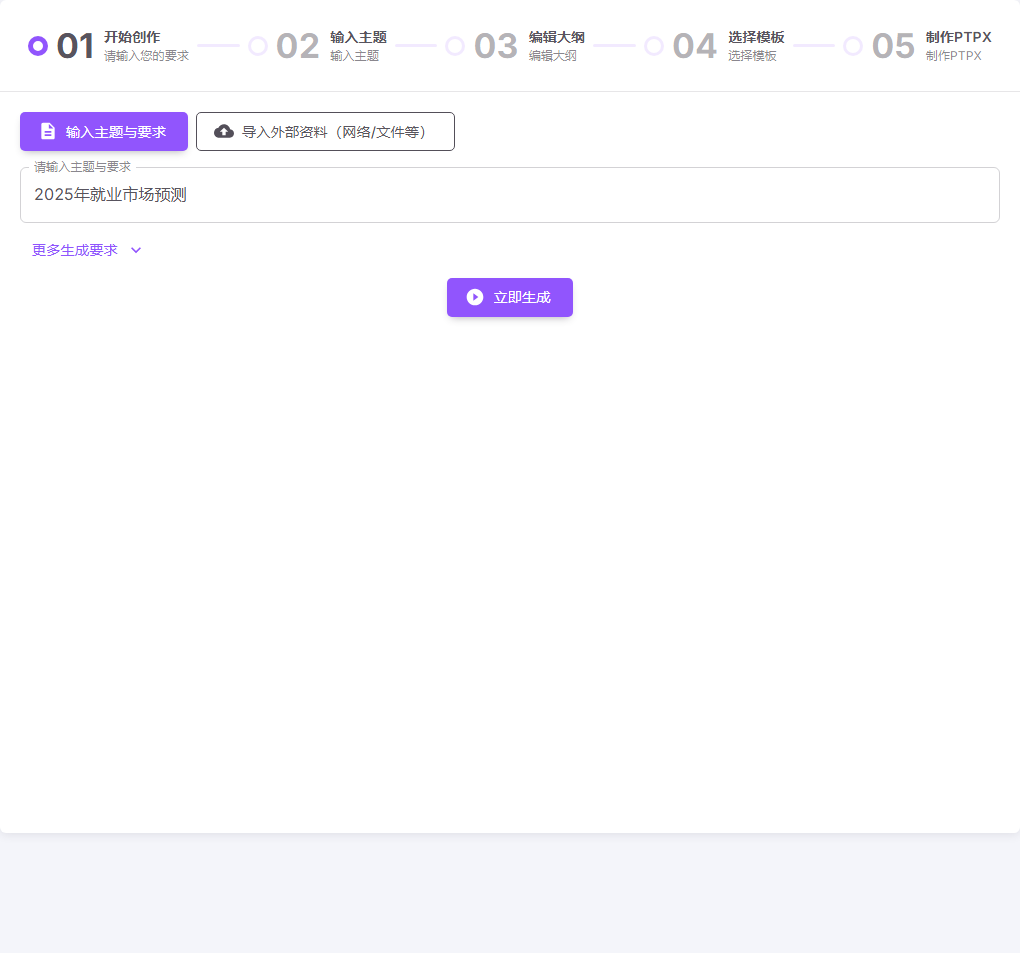 01
开始创作
请输入您的要求
02
输入主题
输入主题
03
编辑大纲
编辑大纲
04
选择模板
选择模板
05
制作PTPX
制作PTPX
输入主题与要求
导入外部资料（网络/文件等）
请输入主题与要求
2025年就业市场预测
更多生成要求
立即生成